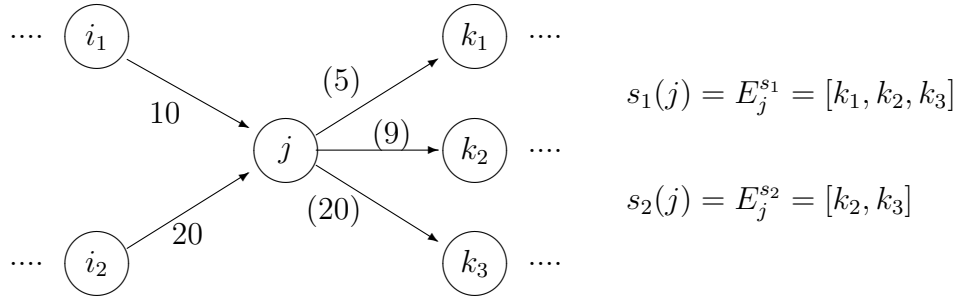 .... i₁ k₁ ....
(5)
s₁(j) = E_j^{s₁} = [k₁, k₂, k₃]
10
j (9) k₂ ....
s₂(j) = E_j^{s₂} = [k₂, k₃]
(20)
20
.... i₂ k₃ ....